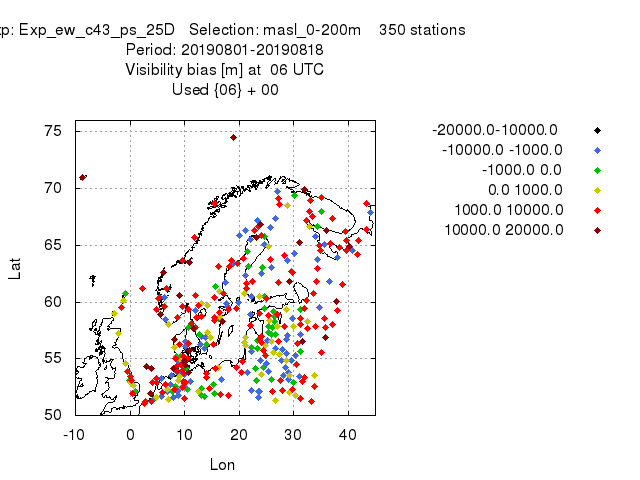 xp: Exp_ew_c43_ps_25D Selection: masl_0-200m 350 stations
Period: 20190801-20190818
Visibility bias [m] at 06 UTC
Used {06} + 00
-20000.0-10000.0
-10000.0 -1000.0
-1000.0 0.0
0.0 1000.0
1000.0 10000.0
10000.0 20000.0
75
70
65
60
55
50
Lat
-10 0 10 20 30 40
Lon